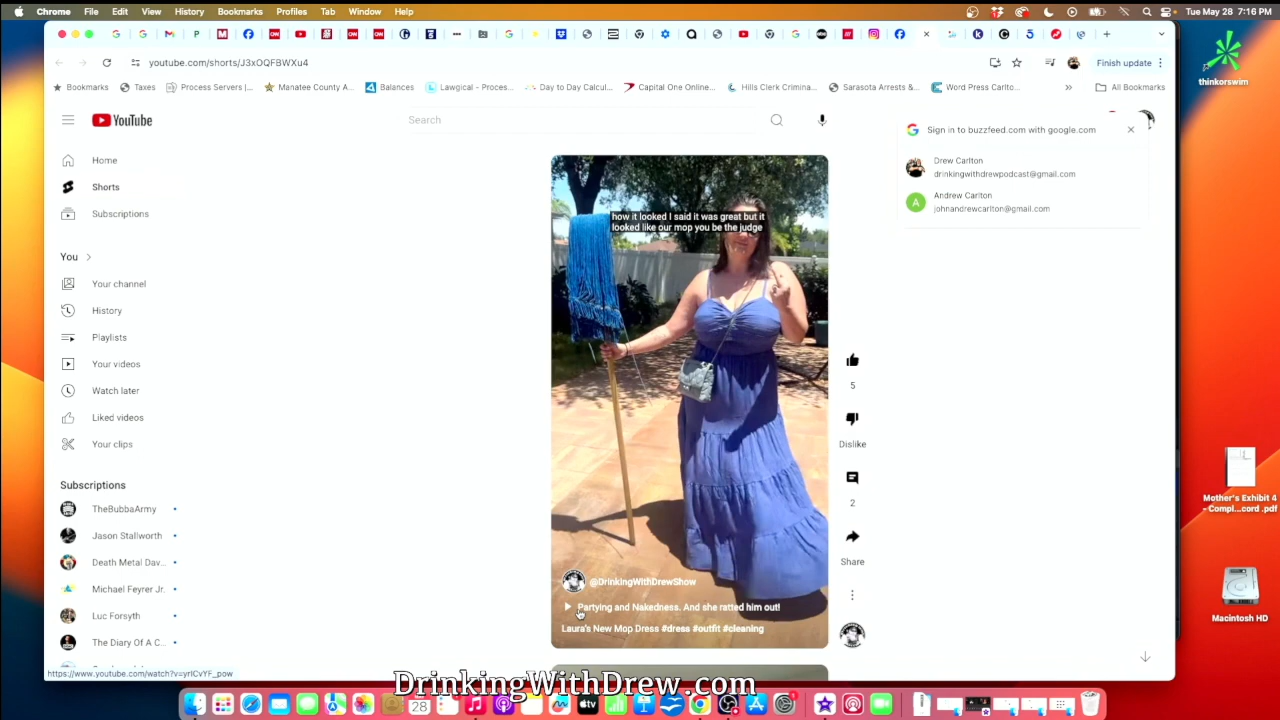 Chrome File Edit View History Bookmarks Profiles Tab Window Help
Tue May 28 7:16 PM
youtube.com/shorts/J3xOQFBWXu4
Finish update
Bookmarks Taxes Process Servers |... Manatee County A... Balances Lawgical - Proces... Day to Day Calcul... Capital One Online... Hills Clerk Crimina... Sarasota Arrests &... Word Press Carlto... » All Bookmarks
YouTube
Search
Home
Shorts
Subscriptions
You
Your channel
History
Playlists
Your videos
Watch later
Liked videos
Your clips
Subscriptions
TheBubbaArmy
Jason Stallworth
Death Metal Dav...
Michael Feyrer Jr.
Luc Forsyth
The Diary Of A C...
https://www.youtube.com/watch?v=yrICvYF_pow
how it looked I said it was great but it
looked like our mop you be the judge
@DrinkingWithDrewShow
Partying and Nakedness. And she ratted him out!
Laura's New Mop Dress #dress #outfit #cleaning
5
Dislike
2
Share
Sign in to buzzfeed.com with google.com
Drew Carlton
drinkingwithdrewpodcast@gmail.com
A
Andrew Carlton
johnandrewcarlton@gmail.com
thinkorswim
Mother's Exhibit 4
- Compl...cord .pdf
Macintosh HD
DrinkingWithDrew.com
28
tv